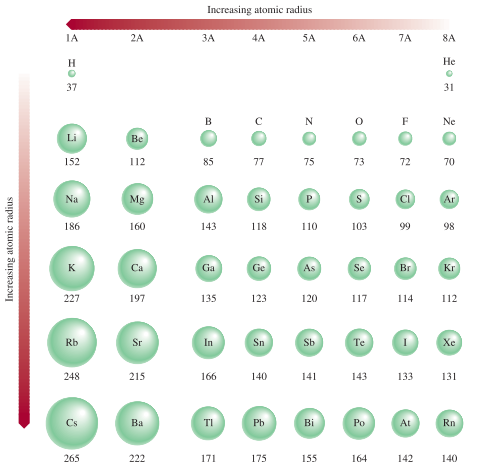 Increasing atomic radius
1A 2A 3A 4A 5A 6A 7A 8A
Increasing atomic radius
H He
37 31
B C N O F Ne
Li Be
152 112 85 77 75 73 72 70
Na Mg Al Si P S Cl Ar
186 160 143 118 110 103 99 98
K Ca Ga Ge As Se Br Kr
227 197 135 123 120 117 114 112
Rb Sr In Sn Sb Te I Xe
248 215 166 140 141 143 133 131
Cs Ba Tl Pb Bi Po At Rn
265 222 171 175 155 164 142 140